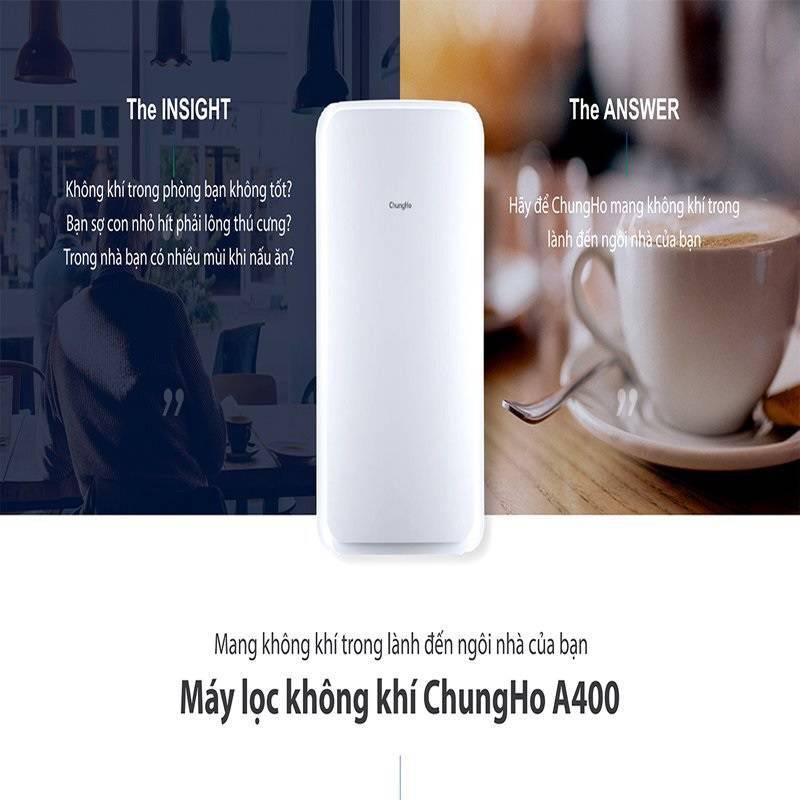 The INSIGHT
Không khí trong phòng bạn không tốt?
Bạn sợ con nhỏ hít phải lông thú cưng?
Trong nhà bạn có nhiều mùi khi nấu ăn?
”
ChungHo
The ANSWER
Hãy để ChungHo mang không khí trong
lành đến ngôi nhà của bạn
”
Mang không khí trong lành đến ngôi nhà của bạn
Máy lọc không khí ChungHo A400